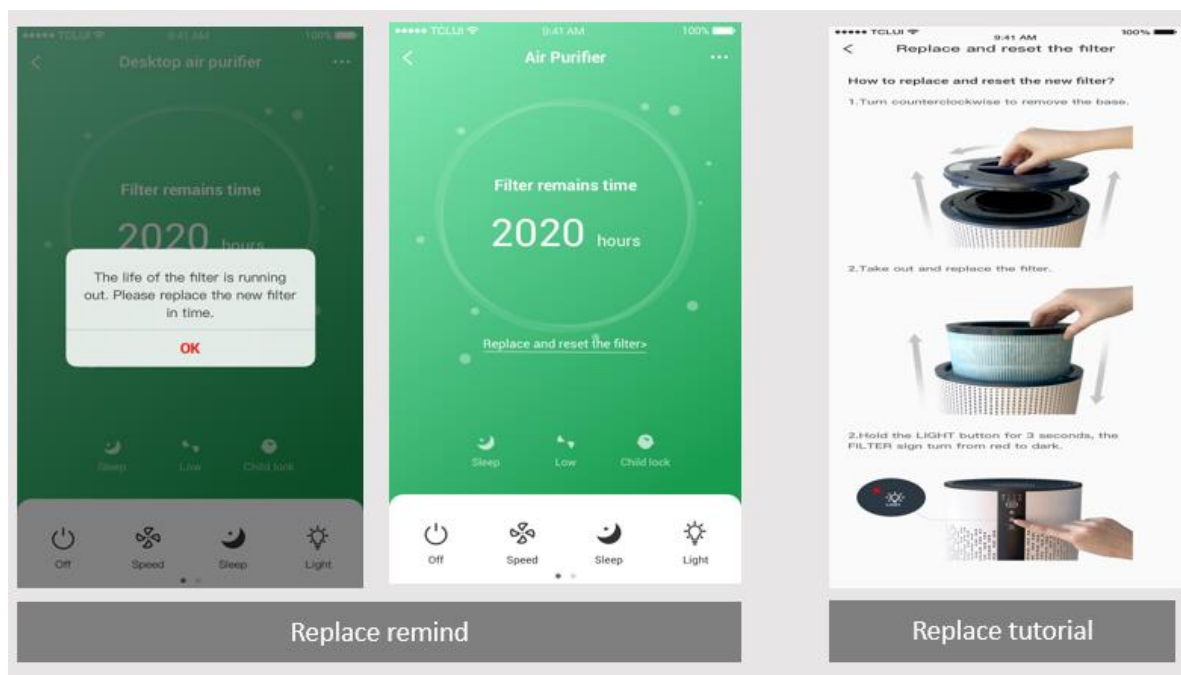 TCLUI 9:41 AM 100%
Desktop air purifier
Filter remains time
2020 hours
The life of the filter is running
out. Please replace the new filter
in time.
OK
Sleep Low Child lock
Off Speed Sleep Light
TCLUI 9:41 AM 100%
Air Purifier
Filter remains time
2020 hours
Replace and reset the filter>
Sleep Low Child lock
Off Speed Sleep Light
Replace remind
TCLUI 9:41 AM 100%
Replace and reset the filter
How to replace and reset the new filter?
1.Turn counterclockwise to remove the base.
2.Take out and replace the filter.
2.Hold the LIGHT button for 3 seconds, the
FILTER sign turn from red to dark.
LIGHT
Replace tutorial